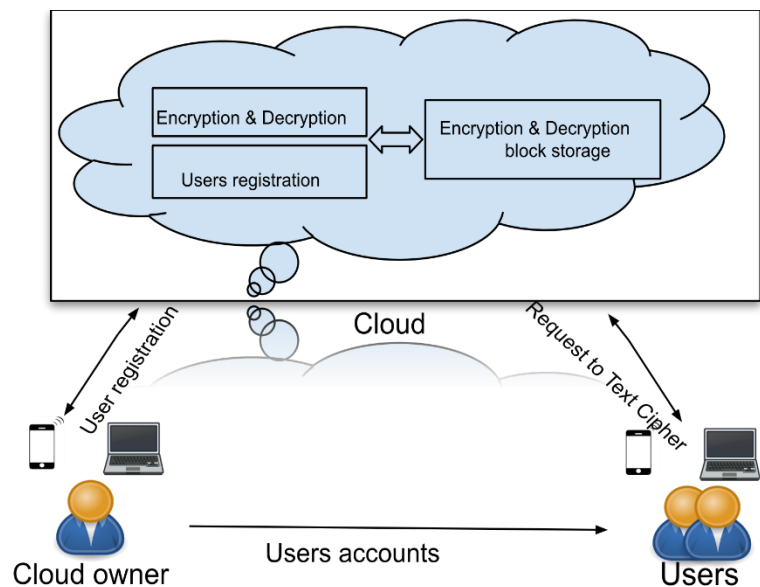 Encryption & Decryption
Users registration
Encryption & Decryption
block storage
Cloud
User registration
Request to Text Cipher
Users accounts
Cloud owner
Users